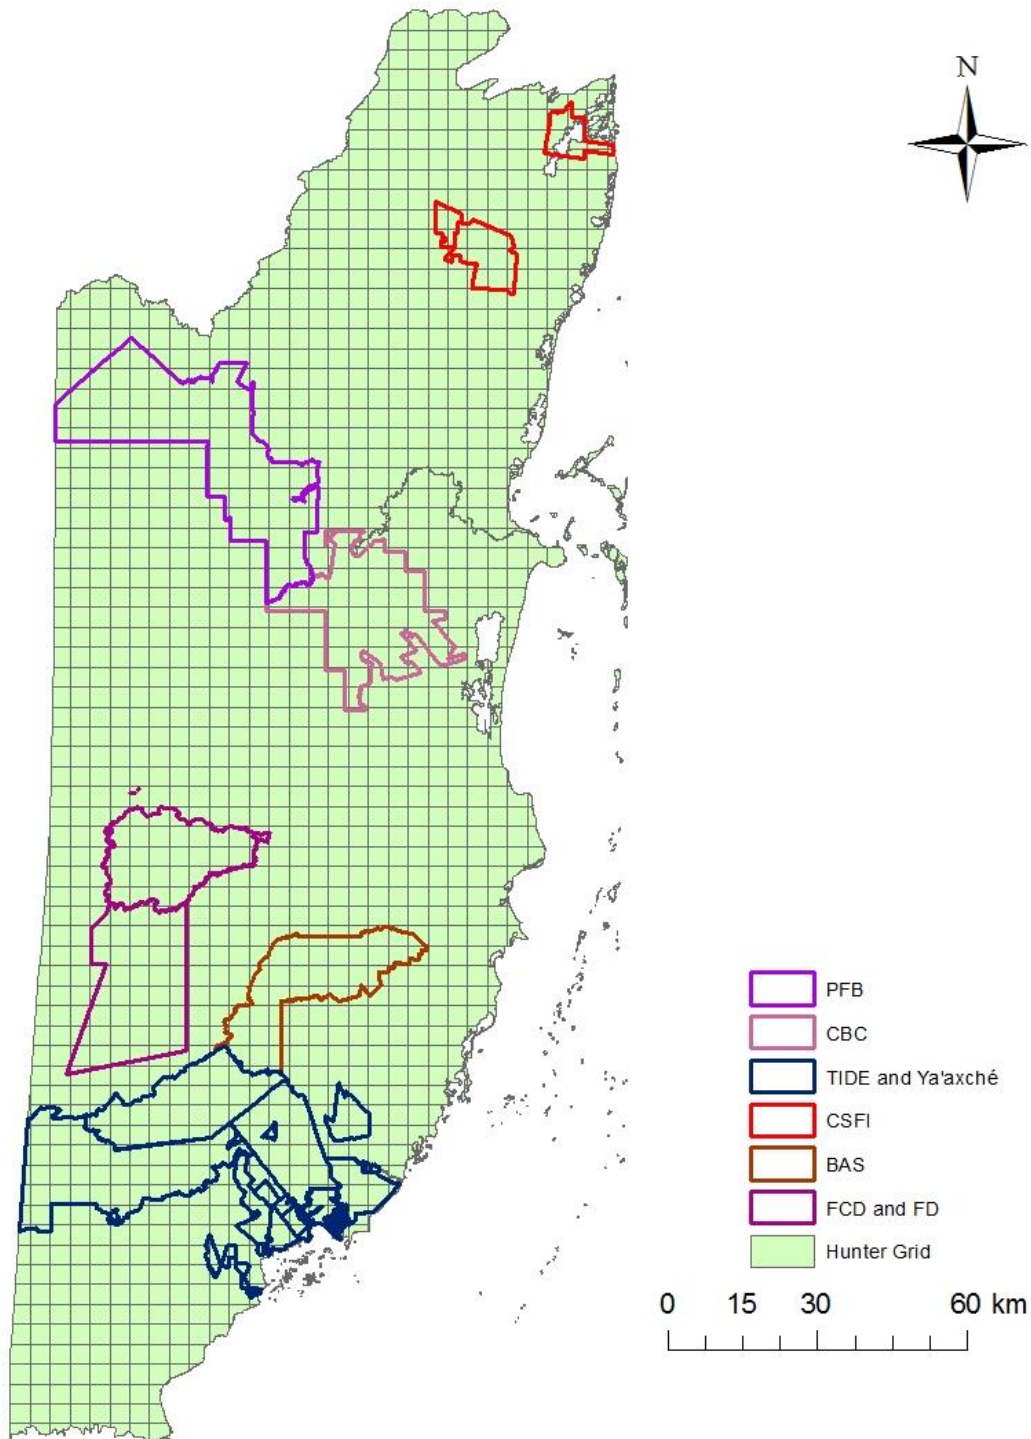 N
PFB
CBC
TIDE and Ya'axché
CSFI
BAS
FCD and FD
Hunter Grid
0 15 30 60 km